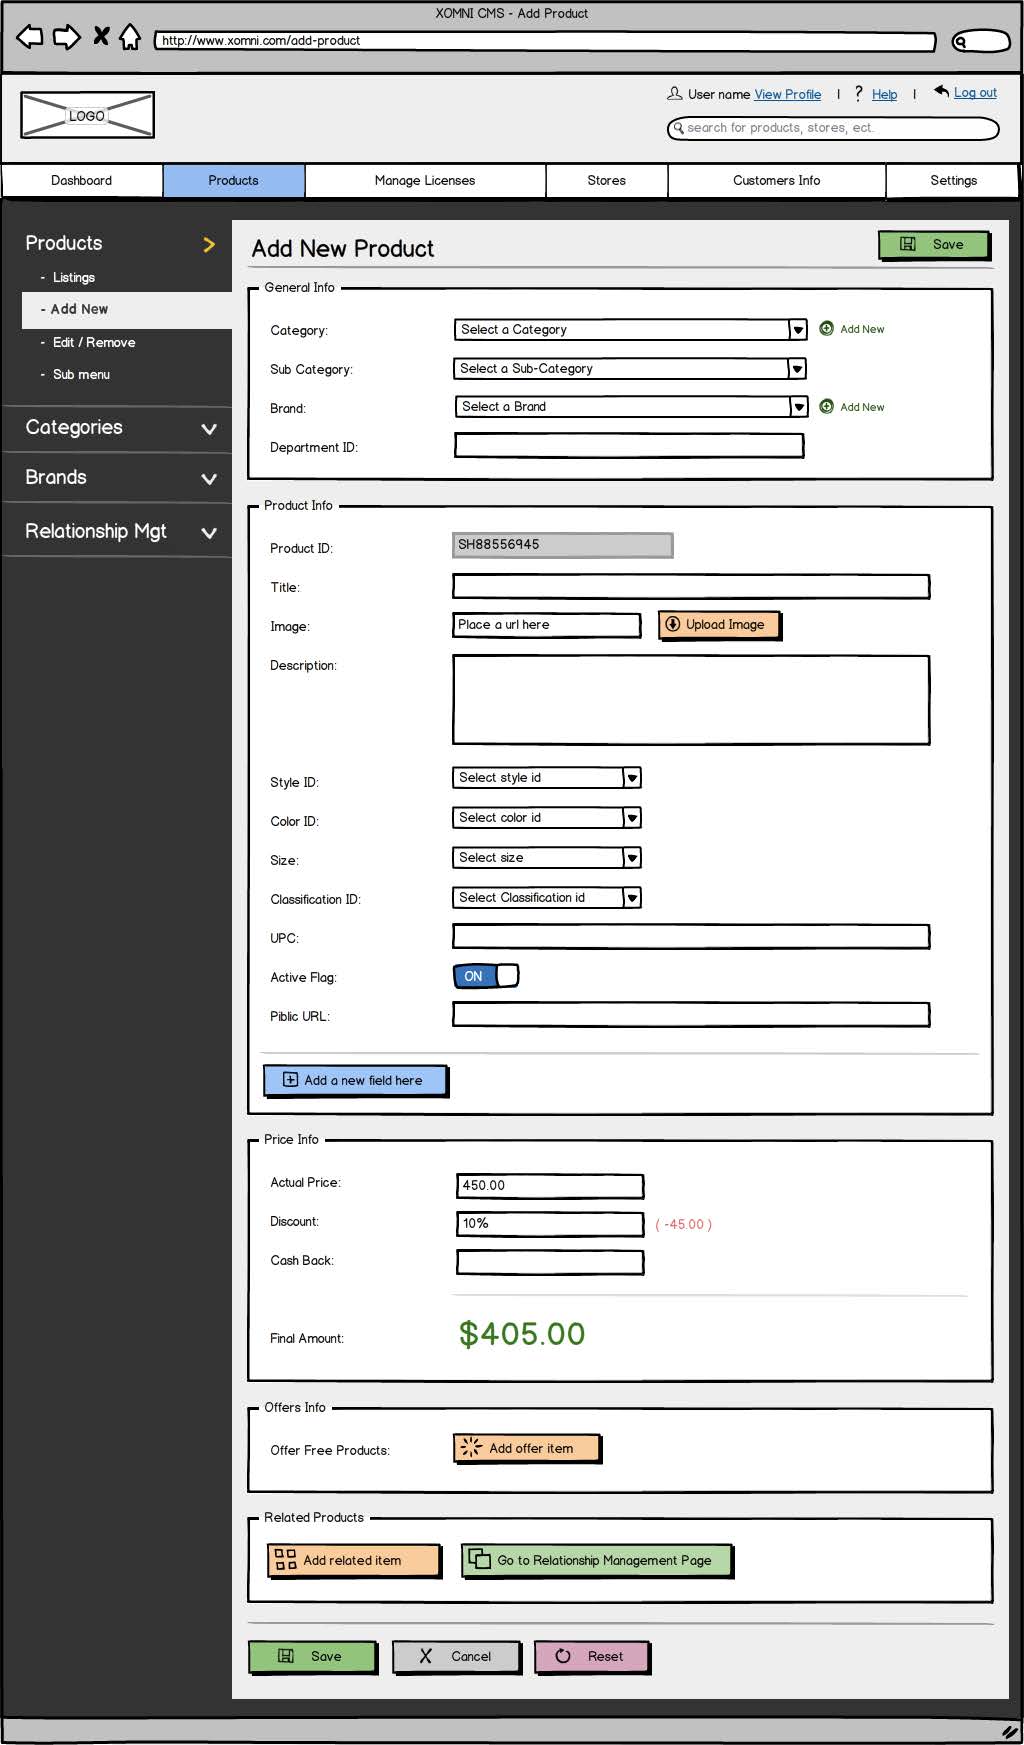 XOMNI CMS - Add Product
http://www.xomni.com/add-product
LOGO
User name View Profile I ? Help I Log out
search for products, stores, ect.
Dashboard Products Manage Licenses Stores Customers Info Settings
Products
- Listings
- Add New
- Edit / Remove
- Sub menu
Categories
Brands
Relationship Mgt
Add New Product
Save
General Info
Category: Select a Category Add New
Sub Category: Select a Sub-Category
Brand: Select a Brand Add New
Department ID:
Product Info
Product ID: SH88556945
Title:
Image: Place a url here Upload Image
Description:
Style ID: Select style id
Color ID: Select color id
Size: Select size
Classification ID: Select Classification id
UPC:
Active Flag: ON
Piblic URL:
Add a new field here
Price Info
Actual Price: 450.00
Discount: 10% ( -45.00 )
Cash Back:
Final Amount: $405.00
Offers Info
Offer Free Products: Add offer item
Related Products
Add related item Go to Relationship Management Page
Save X Cancel Reset